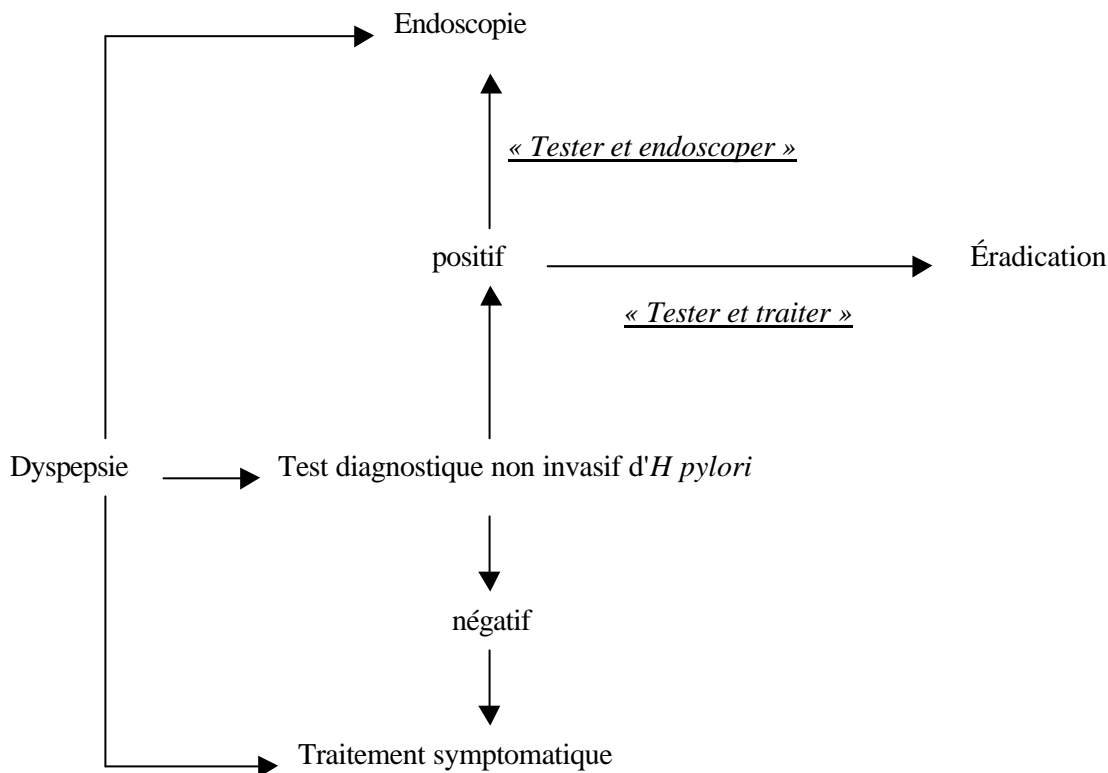 Endoscopie
« Tester et endoscoper »
positif
Éradication
« Tester et traiter »
Dyspepsie
Test diagnostique non invasif d'H pylori
négatif
Traitement symptomatique